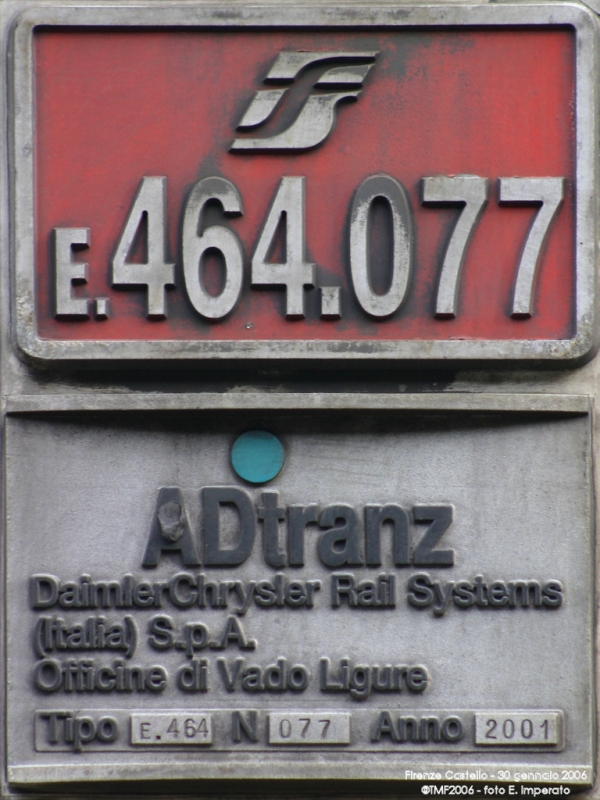 E.464.077
ADtranz
DaimlerChrysler Rail Systems
(Italia) S.p.A.
Officine di Vado Ligure
Tipo E.464 N 077 Anno 2001
Firenze Castello - 30 gennaio 2006
©TMF2006 - foto E. Imperato